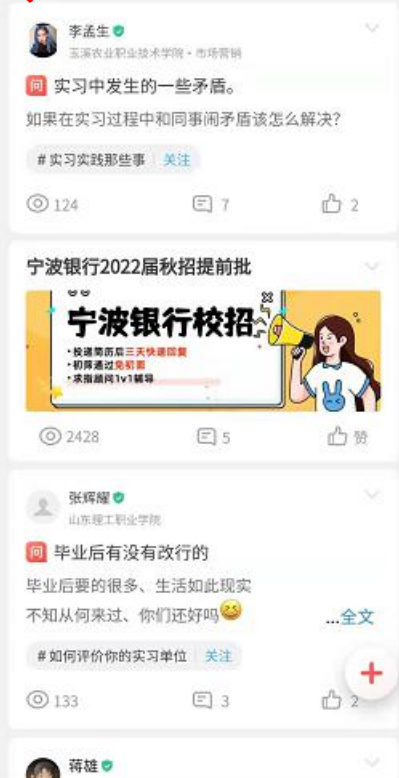 李孟生
玉溪农业职业技术学院·市场营销
问 实习中发生的一些矛盾。
如果在实习过程中和同事闹矛盾该怎么解决?
#实习实践那些事 关注
124 7 2
宁波银行2022届秋招提前批
宁波银行校招
·投递简历后三天快速回复
·初筛通过免初面
·求指顾问1v1辅导
2428 5 赞
张辉耀
山东理工职业学院
问 毕业后有没有改行的
毕业后要的很多、生活如此现实
不知从何来过、你们还好吗😆 ...全文
#如何评价你的实习单位 关注
133 3 2
蒋雄